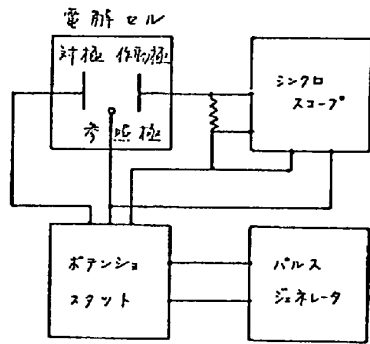 電解セル
対極 作用極
参照極
シンクロ
スコープ
ポテンショ
スタット
パルス
ジェネレータ